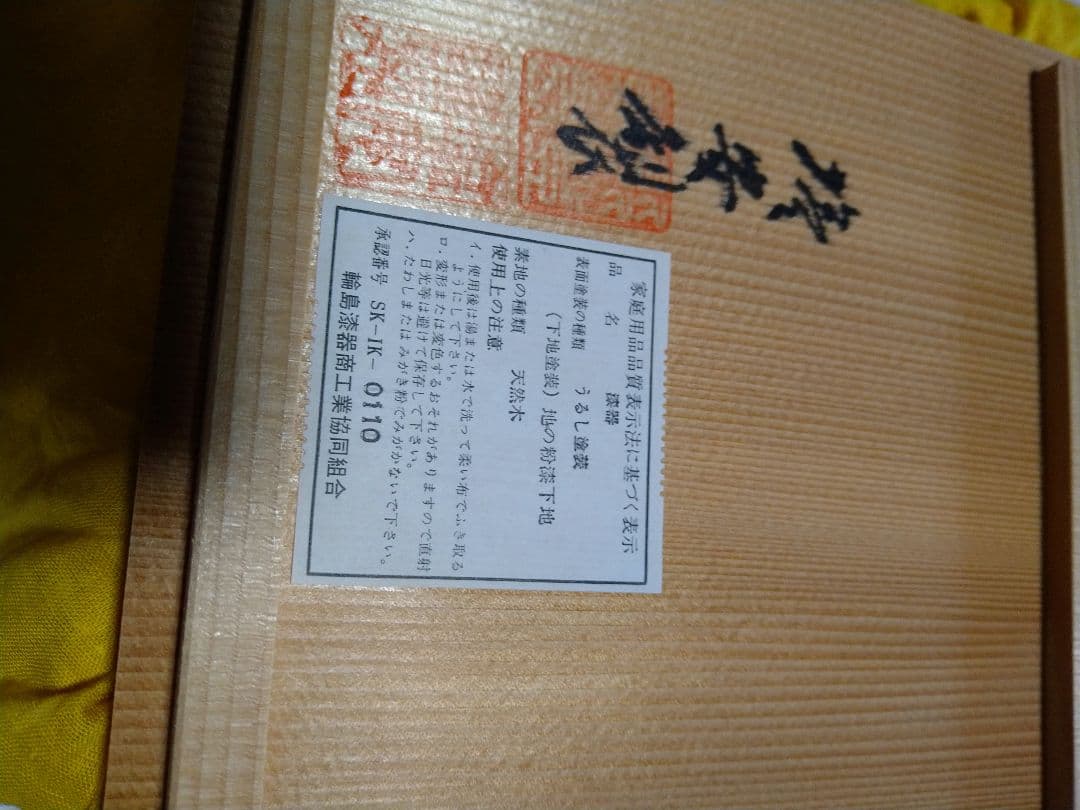 家庭用品品質表示法に基づく表示
品 名 漆器
表面塗装の種類 うるし塗装
(下地塗装) 地の粉漆下地
素地の種類 天然木
使用上の注意
イ．使用後は湯または水で洗って柔い布でふき取る
ようにして下さい。
ロ．変形または変色するおそれがありますので直射
日光等は避けて保存して下さい。
ハ．たわしまたはみがき粉でみがかないで下さい。
承認番号 SK-IK-0110
輪島漆器商工業協同組合